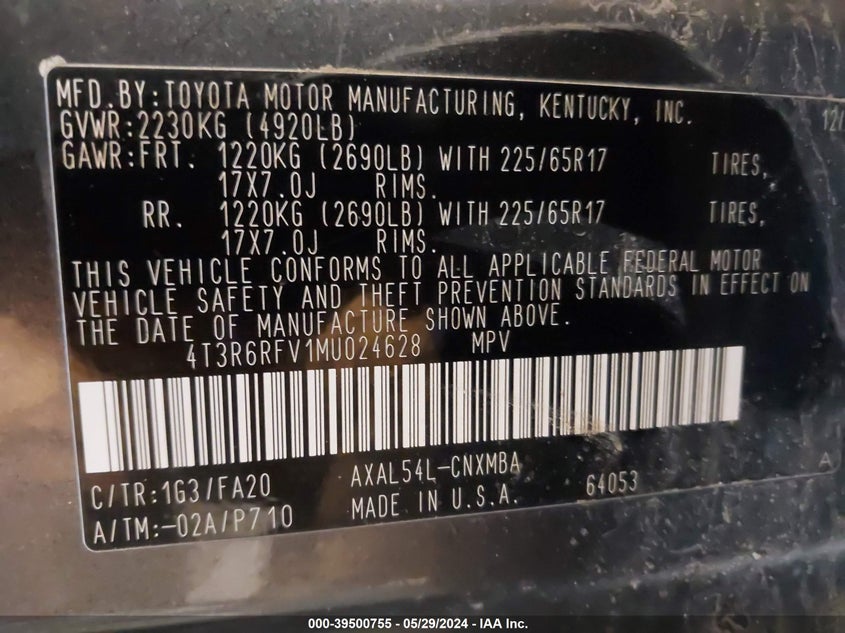 MFD.BY:TOYOTA MOTOR MANUFACTURING, KENTUCKY, INC. 12/
GVWR:2230KG (4920LB)
GAWR:FRT. 1220KG (2690LB) WITH 225/65R17 TIRES,
17X7.0J RIMS.
RR. 1220KG (2690LB) WITH 225/65R17 TIRES,
17X7.0J RIMS.
THIS VEHICLE CONFORMS TO ALL APPLICABLE FEDERAL MOTOR
VEHICLE SAFETY AND THEFT PREVENTION STANDARDS IN EFFECT ON
THE DATE OF MANUFACTURE SHOWN ABOVE.
4T3R6RFV1MU024628 MPV
C/TR:1G3/FA20 AXAL54L-CNXMBA 64053 A
A/TM:-02A/P710 MADE IN U.S.A.
000-39500755 - 05/29/2024 - IAA Inc.